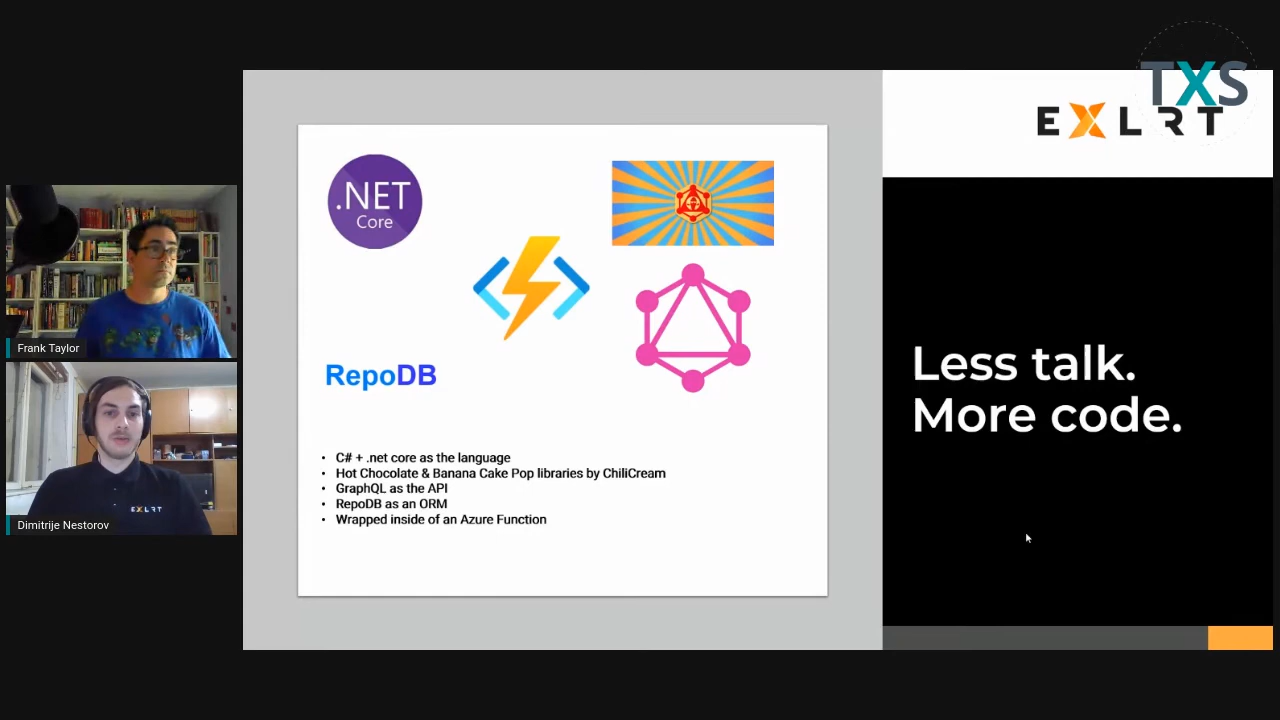 TXS
EXLRT
.NET
Core
RepoDB
• C# + .net core as the language
• Hot Chocolate & Banana Cake Pop libraries by ChiliCream
• GraphQL as the API
• RepoDB as an ORM
• Wrapped inside of an Azure Function
Less talk.
More code.
Frank Taylor
EXLRT
Dimitrije Nestorov